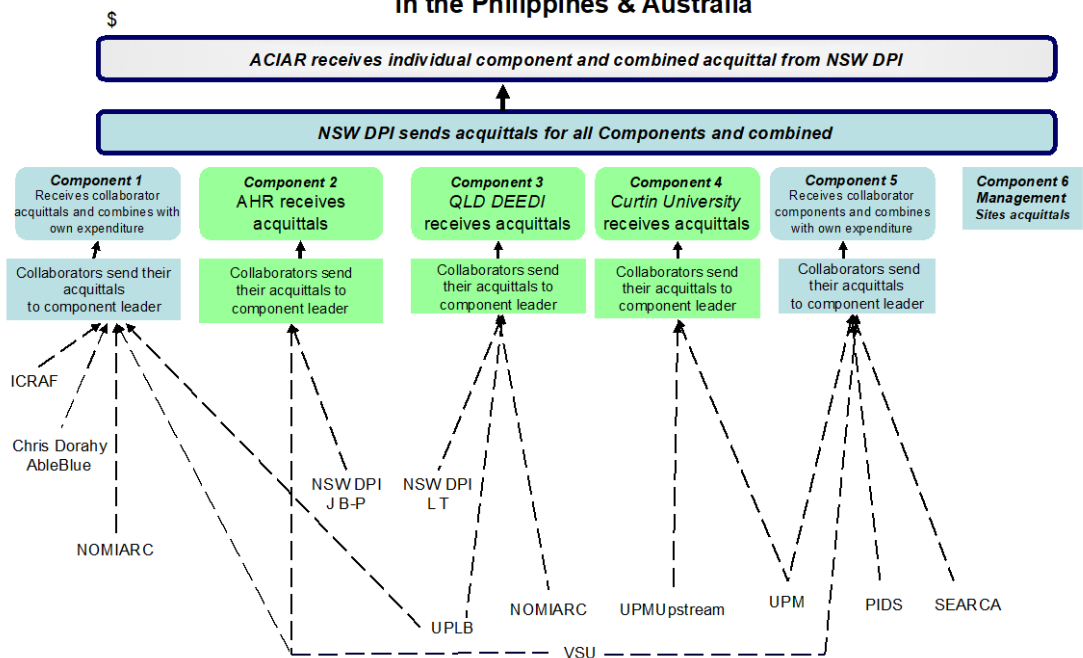 in the Philippines & Australia
$
ACIAR receives individual component and combined acquittal from NSW DPI
NSW DPI sends acquittals for all Components and combined
Component 1
Receives collaborator
acquittals and combines with
own expenditure
Component 2
AHR receives
acquittals
Component 3
QLD DEEDI
receives acquittals
Component 4
Curtin University
receives acquittals
Component 5
Receives collaborator
components and combines
with own expenditure
Component 6
Management
Sites acquittals
Collaborators send their
acquittals
to component leader
Collaborators send
their acquittals to
component leader
Collaborators send
their acquittals to
component leader
Collaborators send
their acquittals to
component leader
Collaborators send
their acquittals
to component leader
ICRAF
Chris Dorahy
AbleBlue
NOMIARC
NSW DPI
J B-P
NSW DPI
L T
UPLB
NOMIARC
UPMUpstream
UPM
PIDS
SEARCA
VSU